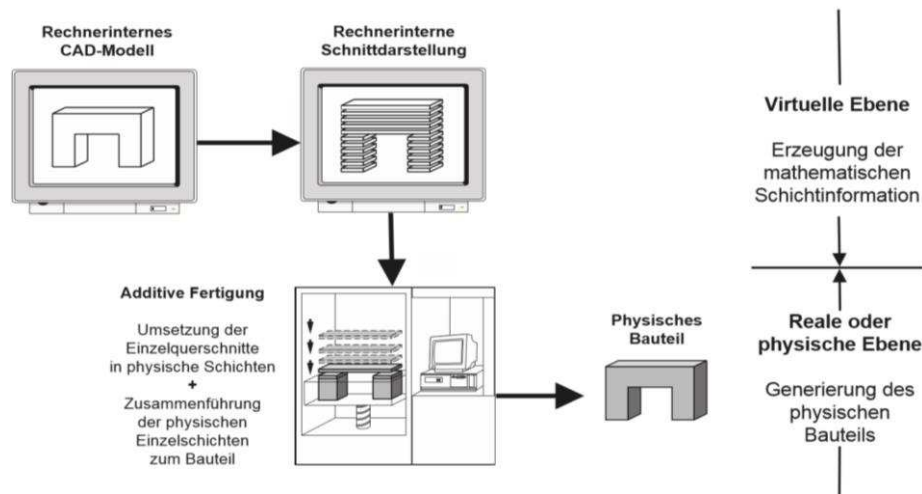 Rechnerinternes
CAD-Modell
Rechnerinterne
Schnittdarstellung
Virtuelle Ebene
Erzeugung der
mathematischen
Schichtinformation
Additive Fertigung
Umsetzung der
Einzelquerschnitte
in physische Schichten
+
Zusammenführung
der physischen
Einzelschichten
zum Bauteil
Physisches
Bauteil
Reale oder
physische Ebene
Generierung des
physischen
Bauteils